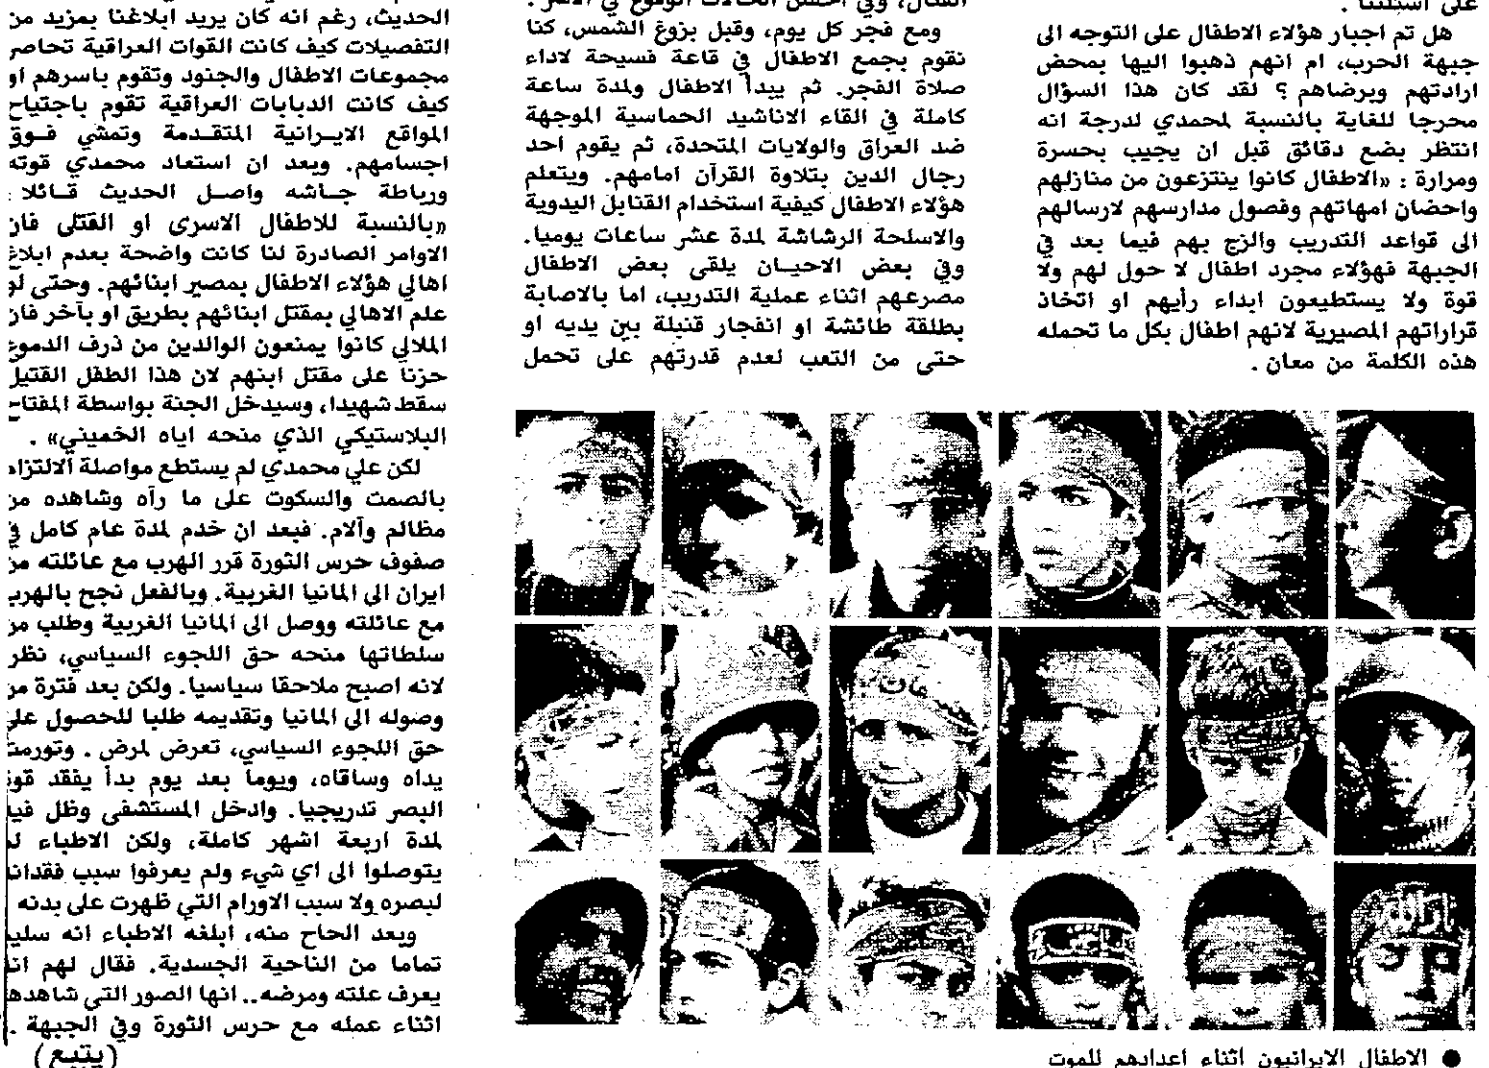 على اسئلتنا .
هل تم اجبار هؤلاء الاطفال على التوجه الى
جبهة الحرب، ام انهم ذهبوا اليها بمحض
ارادتهم وبرضاهم ؟ لقد كان هذا السؤال
محرجا للغاية بالنسبة لمحمدي لدرجة انه
انتظر بضع دقائق قبل ان يجيب بحسرة
ومرارة : «الاطفال كانوا ينتزعون من منازلهم
واحضان امهاتهم وفصول مدارسهم لارسالهم
الى قواعد التدريب والزج بهم فيما بعد في
الجبهة فهؤلاء مجرد اطفال لا حول لهم ولا
قوة ولا يستطيعون ابداء رأيهم او اتخاذ
قراراتهم المصيرية لانهم اطفال بكل ما تحمله
هذه الكلمة من معان .
القتال، وفي احسن الحالات الوقوع في الاسر .
ومع فجر كل يوم، وقبل بزوغ الشمس، كنا
نقوم بجمع الاطفال في قاعة فسيحة لاداء
صلاة الفجر. ثم يبدأ الاطفال ولمدة ساعة
كاملة في القاء الاناشيد الحماسية الموجهة
ضد العراق والولايات المتحدة، ثم يقوم احد
رجال الدين بتلاوة القرآن امامهم. ويتعلم
هؤلاء الاطفال كيفية استخدام القنابل اليدوية
والاسلحة الرشاشة لمدة عشر ساعات يوميا.
وفي بعض الاحيان يلقى بعض الاطفال
مصرعهم اثناء عملية التدريب، اما بالاصابة
بطلقة طائشة او انفجار قنبلة بين يديه او
حتى من التعب لعدم قدرتهم على تحمل
● الاطفال الايرانيون اثناء اعدادهم للموت
الحديث، رغم انه كان يريد ابلاغنا بمزيد من
التفصيلات كيف كانت القوات العراقية تحاصر
مجموعات الاطفال والجنود وتقوم باسرهم او
كيف كانت الدبابات العراقية تقوم باجتياح
المواقع الايرانية المتقدمة وتمشي فوق
اجسامهم. وبعد ان استعاد محمدي قوته
ورباطة جأشه واصل الحديث قائلا :
«بالنسبة للاطفال الاسرى او القتلى فان
الاوامر الصادرة لنا كانت واضحة بعدم ابلاغ
اهالي هؤلاء الاطفال بمصير ابنائهم. وحتى لو
علم الاهالي بمقتل ابنائهم بطريق او بآخر فان
الملالي كانوا يمنعون الوالدين من ذرف الدموع
حزنا على مقتل ابنهم لان هذا الطفل القتيل
سقط شهيدا، وسيدخل الجنة بواسطة
البلاستيكي الذي منحه اياه الخميني» .
لكن علي محمدي لم يستطع مواصلة
بالصمت والسكوت على ما رآه وشاهده من
مظالم وآلام. فبعد ان خدم لمدة عام كامل في
صفوف حرس الثورة قرر الهرب مع عائلته من
ايران الى المانيا الغربية. وبالفعل نجح
مع عائلته ووصل الى المانيا الغربية وطلب من
سلطاتها منحه حق اللجوء السياسي، نظر
لانه اصبح ملاحقا سياسيا. ولكن بعد فترة من
وصوله الى المانيا وتقديمه طلبا للحصول على
حق اللجوء السياسي، تعرض لمرض . وتورمت
يداه وساقاه، ويوماً بعد يوم بدأ يفقد
البصر تدريجيا. وادخل المستشفى وظل
لمدة اربعة اشهر كاملة، ولكن الاطباء لم
يتوصلوا الى اي شيء ولم يعرفوا سبب
لبصره ولا سبب الاورام التي ظهرت على بدنه
وبعد الحاح منه، ابلغه الاطباء انه
تماما من الناحية الجسدية. فقال لهم
يعرف علته ومرضه.. انها الصور التي
اثناء عمله مع حرس الثورة وفي الجبهة .
(يتبع)